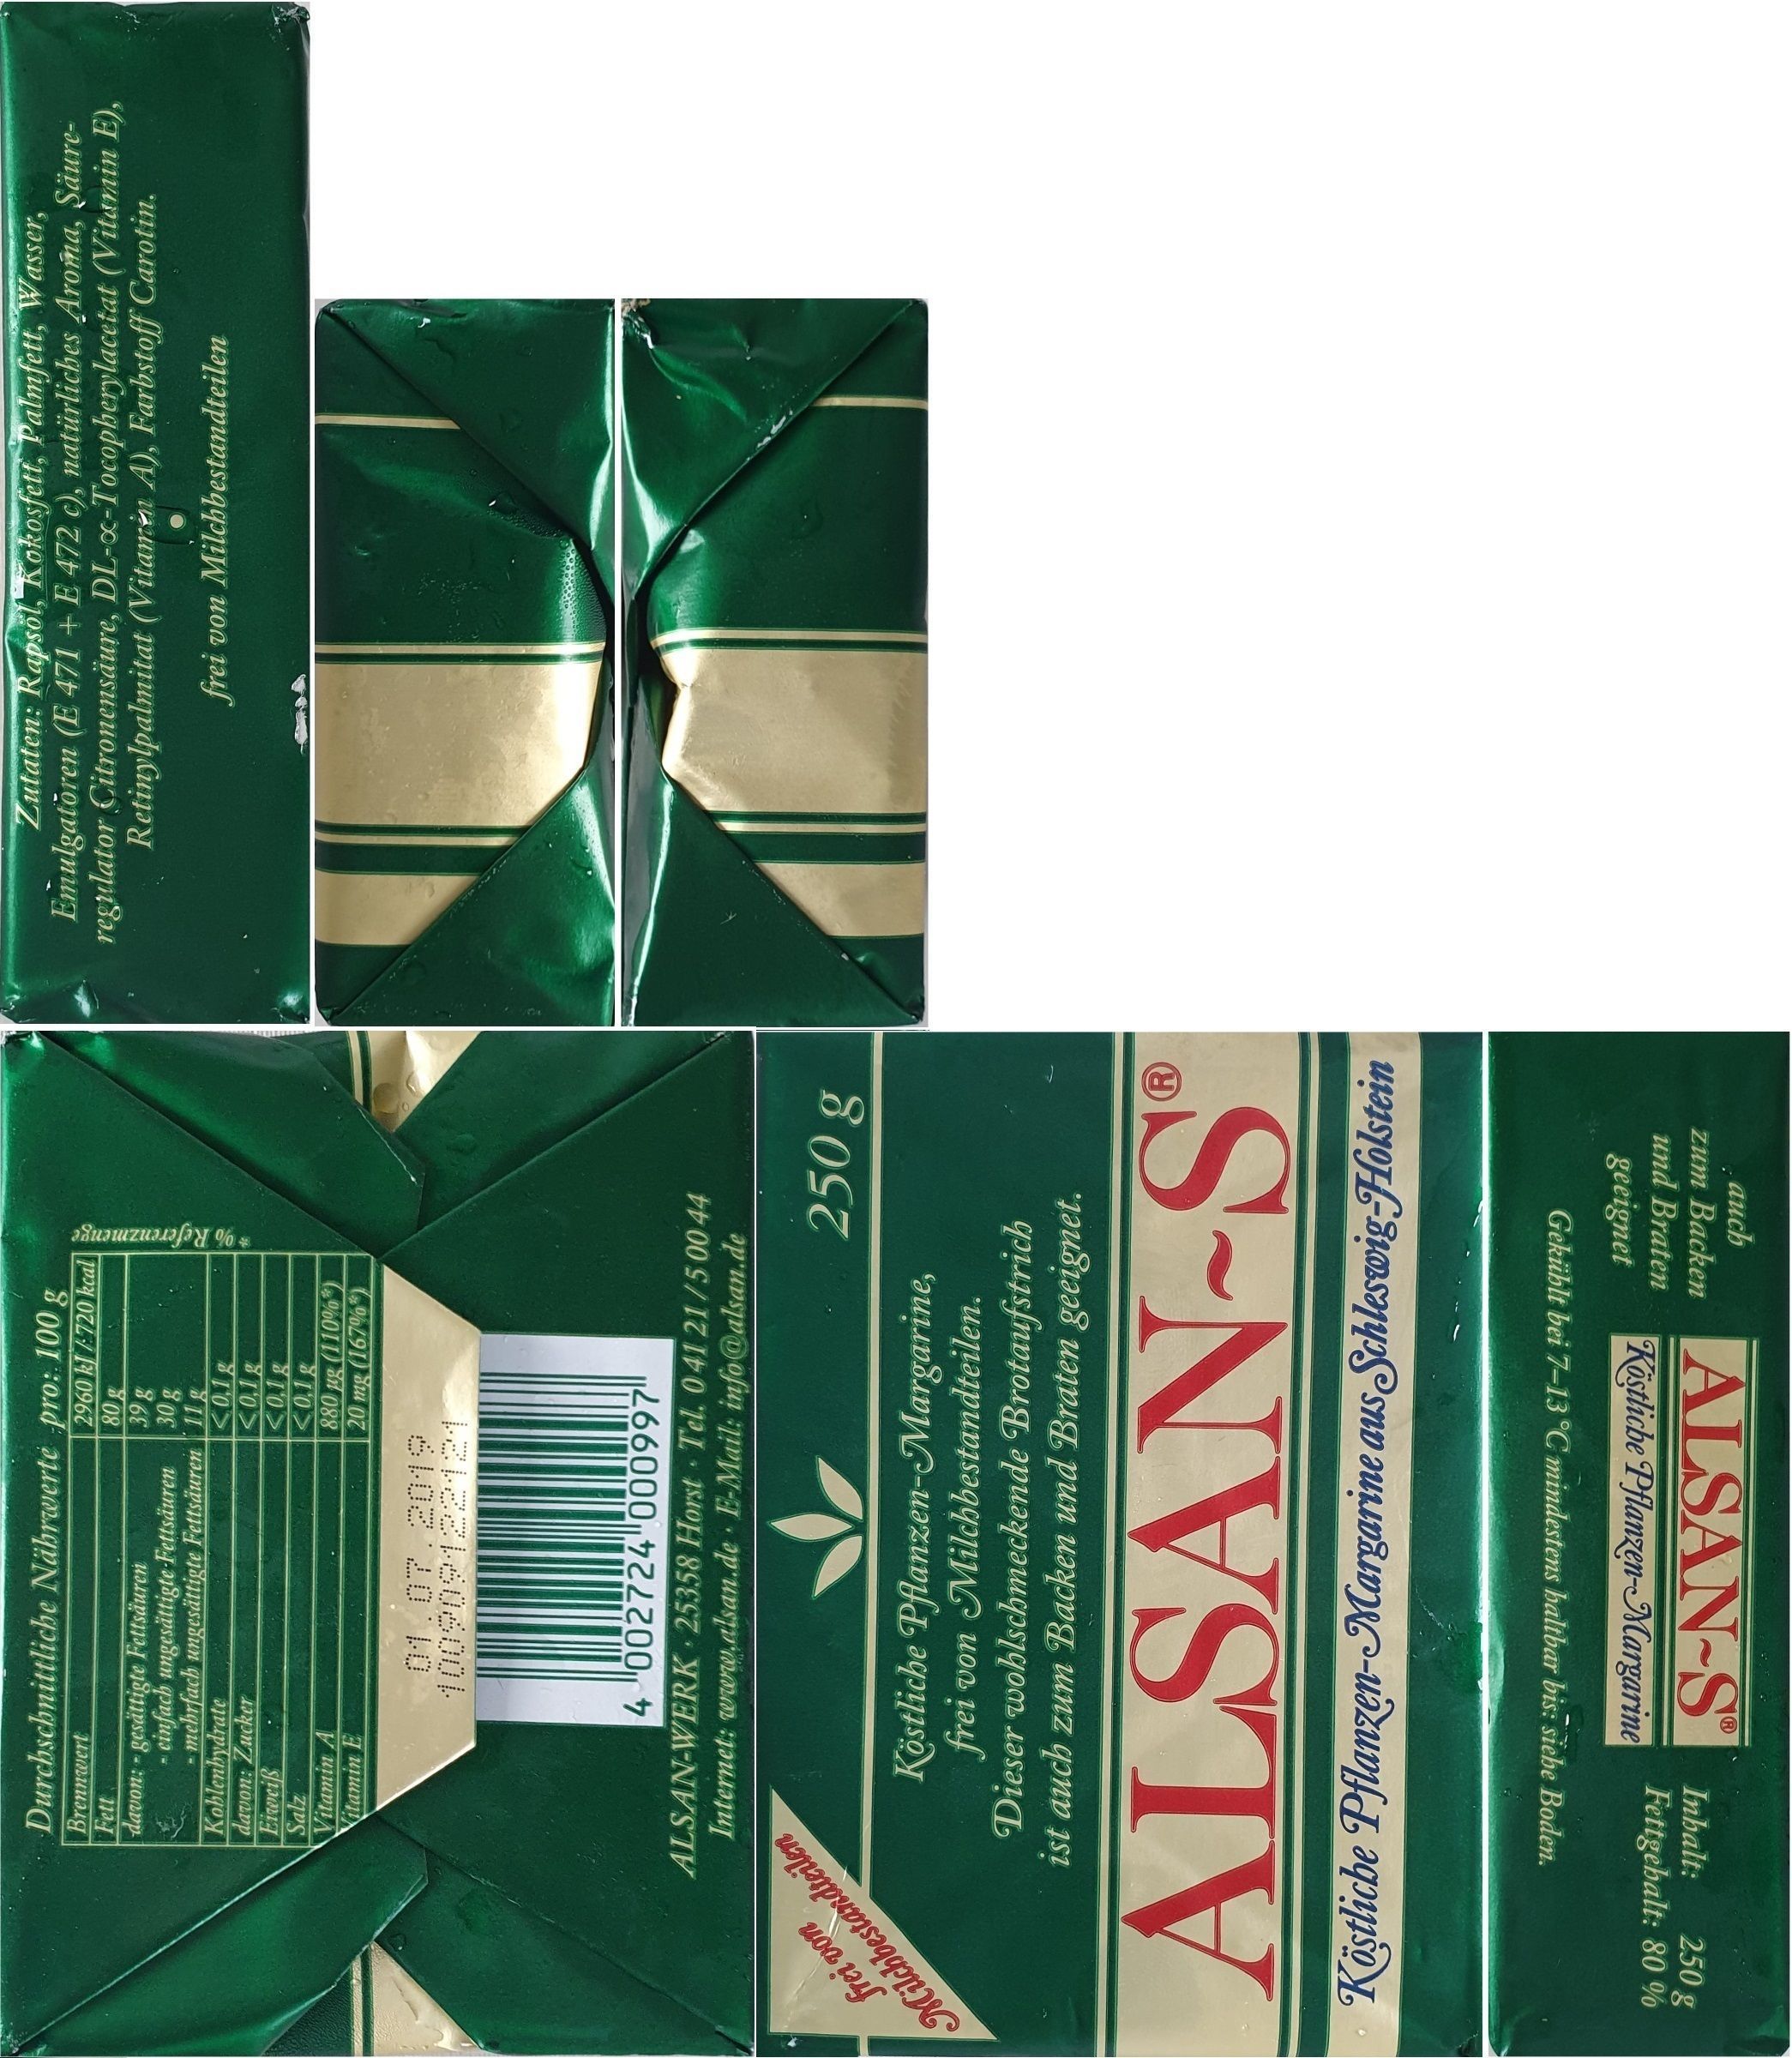 Zutaten: Rapsöl, Kokosfett, Palmfett, Wasser,
Emulgatoren (E 471 + E 472 c), natürliches Aroma, Säure-
regulator Citronensäure, DL-∝-Tocopherylacetat (Vitamin E),
Retinylpalmitat (Vitamin A), Farbstoff Carotin.
frei von Milchbestandteilen
Durchschnittliche Nährwerte pro: 100 g
Brennwert 2960 kJ / 720 kcal
Fett 80 g
davon: - gesättigte Fettsäuren 39 g
- einfach ungesättigte Fettsäuren 30 g
- mehrfach ungesättigte Fettsäuren 11 g
Kohlenhydrate < 0,1 g
davon: Zucker < 0,1 g
Eiweiß < 0,1 g
Salz < 0,1 g
Vitamin A 880 µg (110%*)
Vitamin E 20 mg (167%*)
*% Referenzmenge
01.07.2019
4 002724 000997
ALSAN-WERK · 25358 Horst · Tel. 0 41 21 / 5 00 44
Internet: www.alsan.de · E-Mail: info@alsan.de
250 g
frei von
Milchbestandteilen
Köstliche Pflanzen-Margarine,
frei von Milchbestandteilen.
Dieser wohlschmeckende Brotaufstrich
ist auch zum Backen und Braten geeignet.
ALSAN~S®
Köstliche Pflanzen-Margarine aus Schleswig-Holstein
auch
zum Backen
und Braten
geeignet
ALSAN~S®
Köstliche Pflanzen-Margarine
Inhalt: 250 g
Fettgehalt: 80 %
Gekühlt bei 7-13 °C mindestens haltbar bis: siehe Boden.